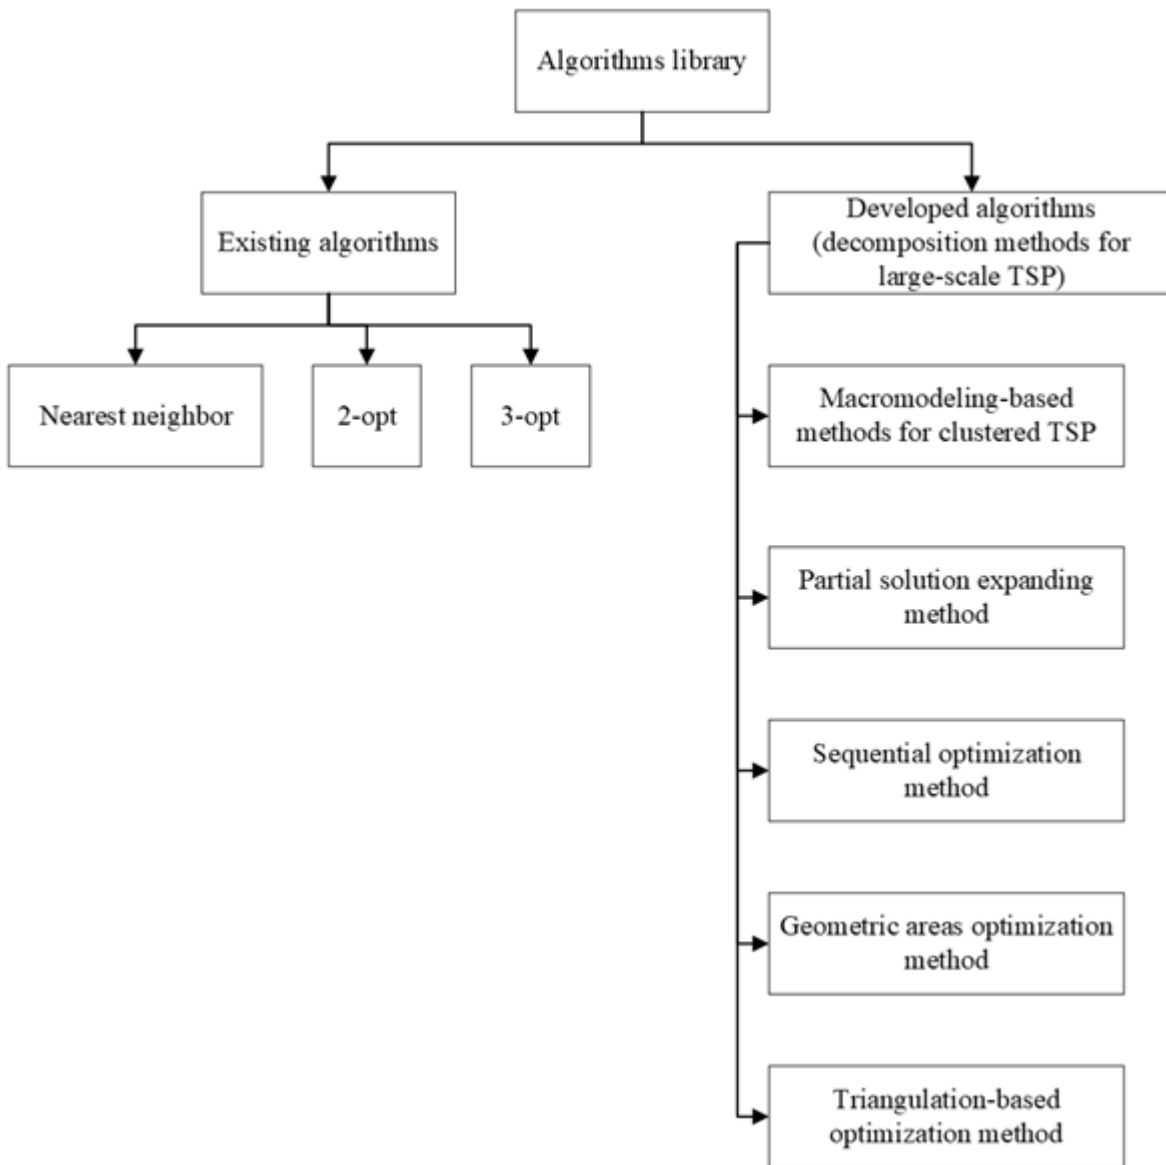 Algorithms library
Existing algorithms
Developed algorithms
(decomposition methods for
large-scale TSP)
Nearest neighbor
2-opt
3-opt
Macromodeling-based
methods for clustered TSP
Partial solution expanding
method
Sequential optimization
method
Geometric areas optimization
method
Triangulation-based
optimization method